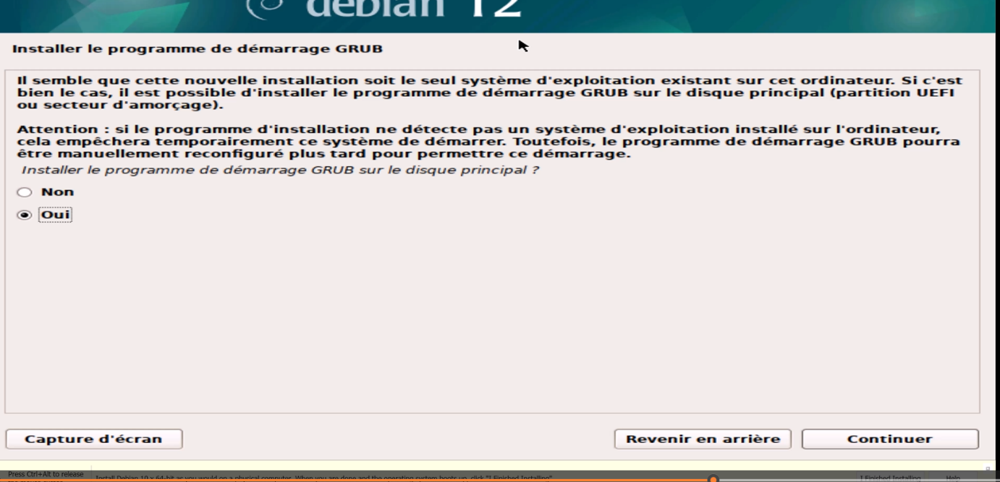 debian 12
Installer le programme de démarrage GRUB
Il semble que cette nouvelle installation soit le seul système d'exploitation existant sur cet ordinateur. Si c'est
bien le cas, il est possible d'installer le programme de démarrage GRUB sur le disque principal (partition UEFI
ou secteur d'amorçage).
Attention : si le programme d'installation ne détecte pas un système d'exploitation installé sur l'ordinateur,
cela empêchera temporairement ce système de démarrer. Toutefois, le programme de démarrage GRUB pourra
être manuellement reconfiguré plus tard pour permettre ce démarrage.
Installer le programme de démarrage GRUB sur le disque principal ?
Non
Oui
Capture d'écran
Revenir en arrière
Continuer
Press Ctrl+Alt to release
Install Debian 10.x 64-bit as you would on a physical computer. When you are done and the operating system boots up, click "I Finished Installing".
I Finished Installing
Help